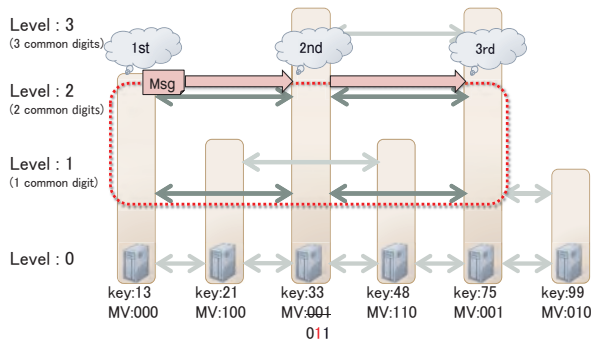 Level : 3
(3 common digits)
1st
2nd
3rd
Msg
Level : 2
(2 common digits)
Level : 1
(1 common digit)
Level : 0
key:13
MV:000
key:21
MV:100
key:33
MV:001
011
key:48
MV:110
key:75
MV:001
key:99
MV:010